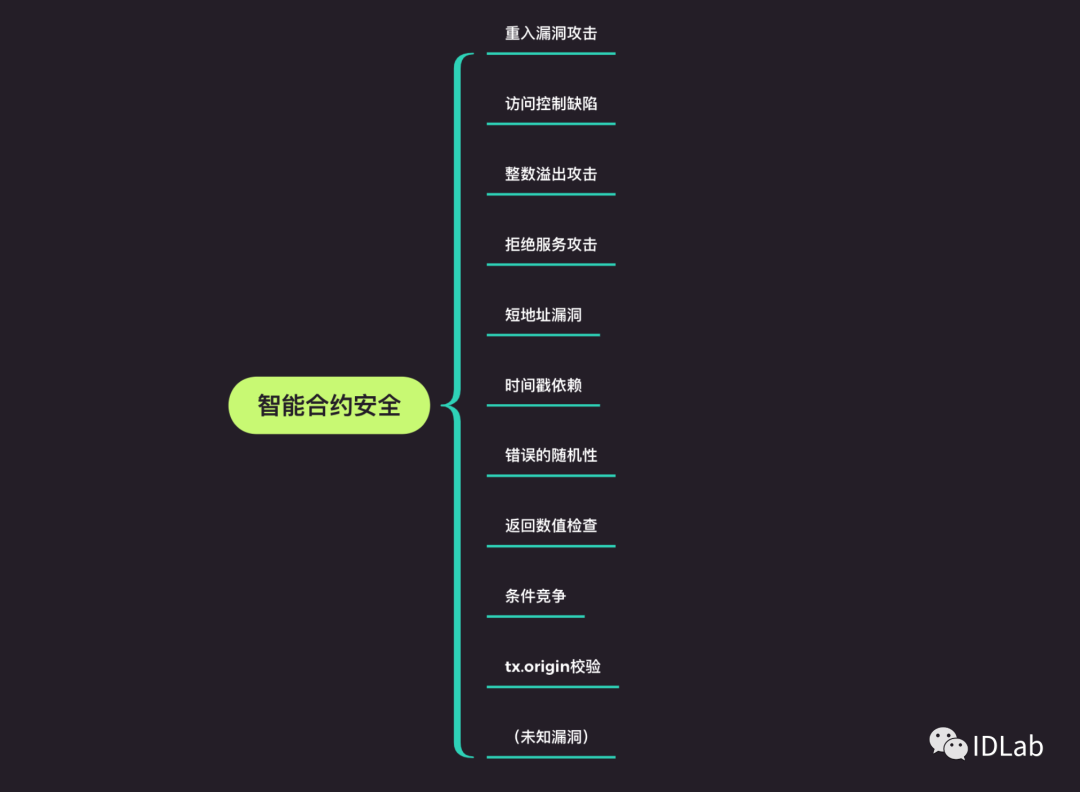 重入漏洞攻击
访问控制缺陷
整数溢出攻击
拒绝服务攻击
短地址漏洞
时间戳依赖
智能合约安全
错误的随机性
返回数值检查
条件竞争
tx.origin校验
（未知漏洞）
IDLab